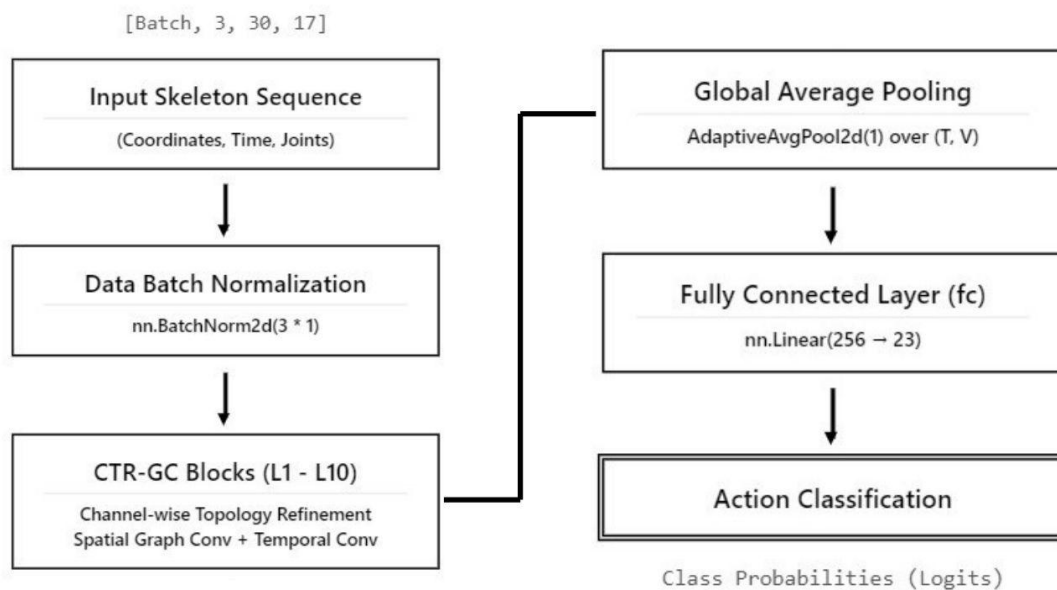 [Batch, 3, 30, 17]
Input Skeleton Sequence
(Coordinates, Time, Joints)
Data Batch Normalization
nn.BatchNorm2d(3 * 1)
CTR-GC Blocks (L1 - L10)
Channel-wise Topology Refinement
Spatial Graph Conv + Temporal Conv
Global Average Pooling
AdaptiveAvgPool2d(1) over (T, V)
Fully Connected Layer (fc)
nn.Linear(256 → 23)
Action Classification
Class Probabilities (Logits)